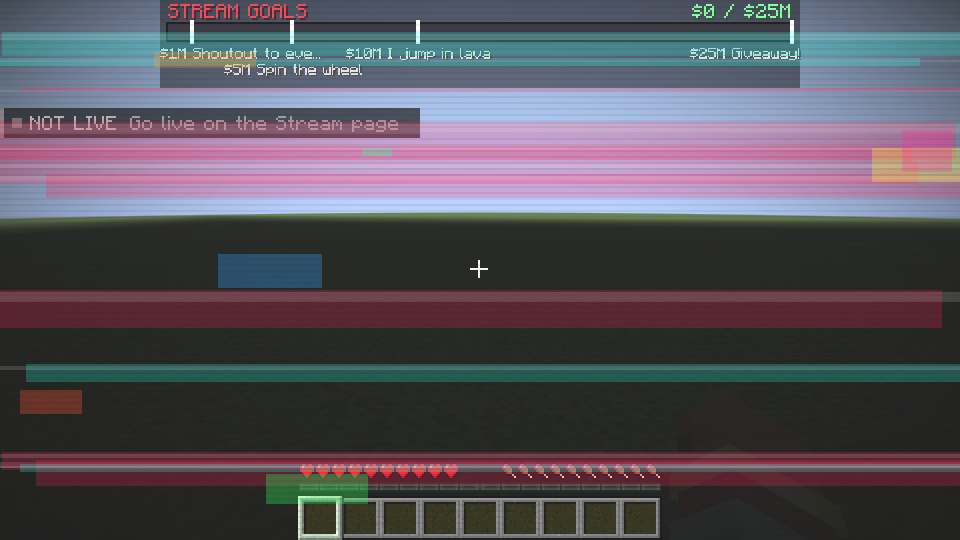 STREAM GOALS
$0 / $25M
$1M Shoutout to eve...
$10M I jump in lava
$25M Giveaway!
$5M Spin the wheel
NOT LIVE Go live on the Stream page